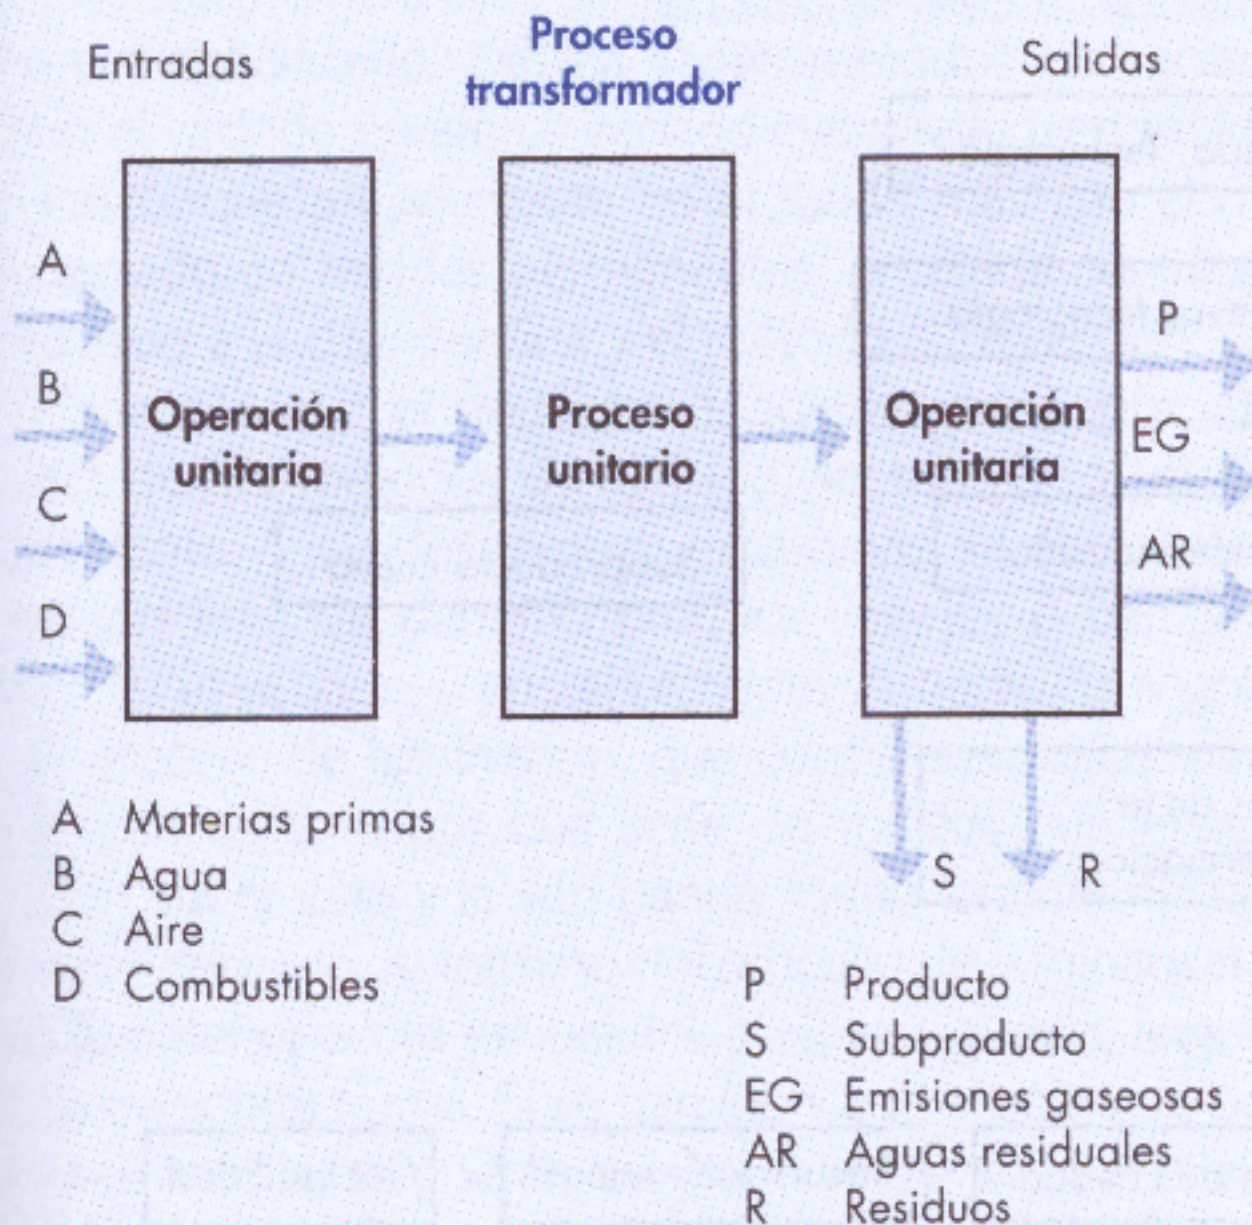 Entradas
Proceso
transformador
Salidas
A
B
C
D
Operación
unitaria
Proceso
unitario
Operación
unitaria
P
EG
AR
S
R
A Materias primas
B Agua
C Aire
D Combustibles
P Producto
S Subproducto
EG Emisiones gaseosas
AR Aguas residuales
R Residuos